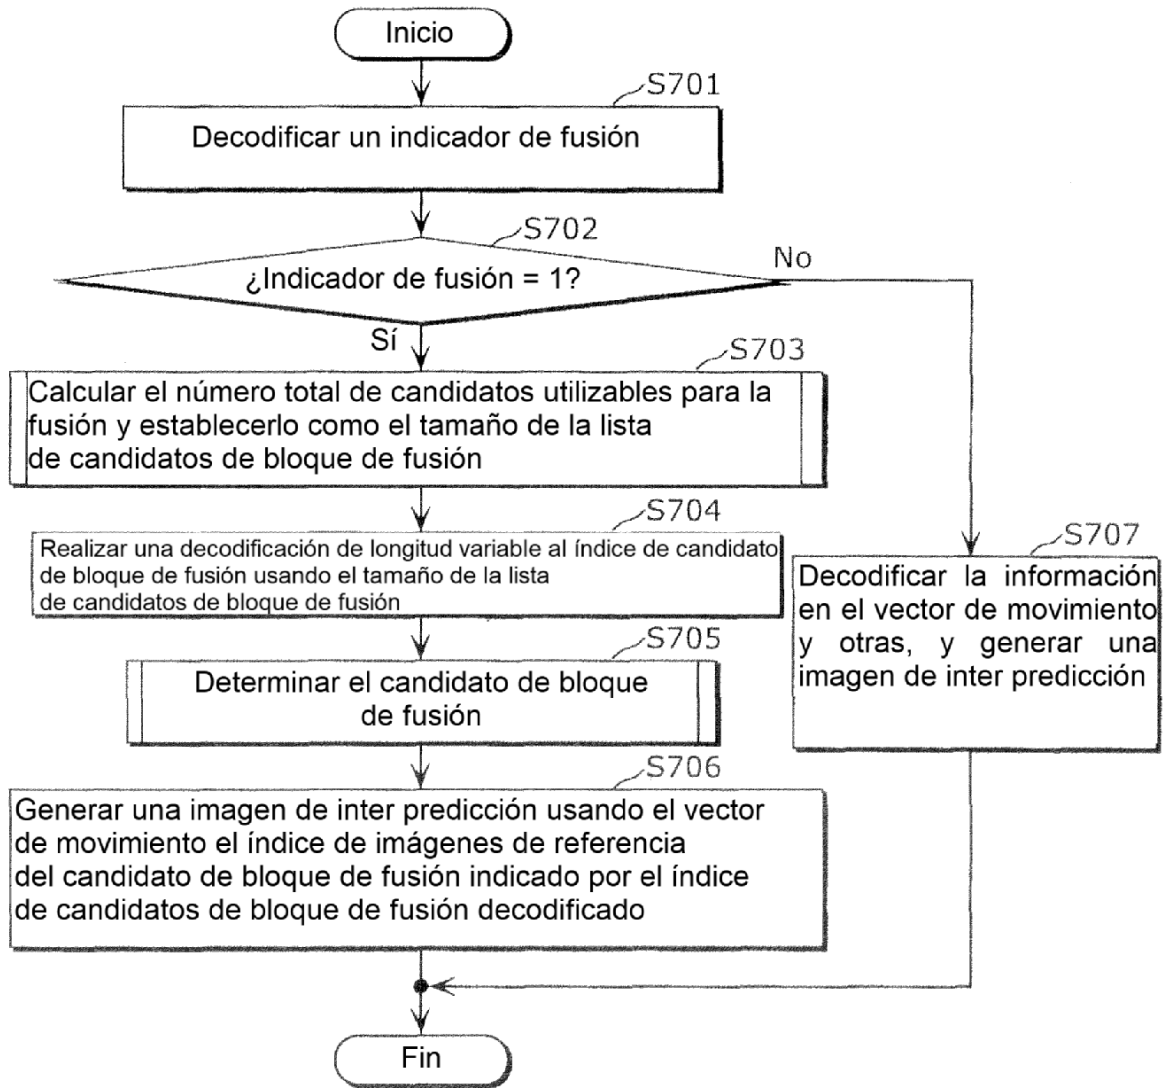 Inicio
S701
Decodificar un indicador de fusión
S702
¿Indicador de fusión = 1?
No
Sí
S703
Calcular el número total de candidatos utilizables para la
fusión y establecerlo como el tamaño de la lista
de candidatos de bloque de fusión
S704
Realizar una decodificación de longitud variable al índice de candidato
de bloque de fusión usando el tamaño de la lista
de candidatos de bloque de fusión
S707
Decodificar la información
en el vector de movimiento
y otras, y generar una
imagen de inter predicción
S705
Determinar el candidato de bloque
de fusión
S706
Generar una imagen de inter predicción usando el vector
de movimiento el índice de imágenes de referencia
del candidato de bloque de fusión indicado por el índice
de candidatos de bloque de fusión decodificado
Fin